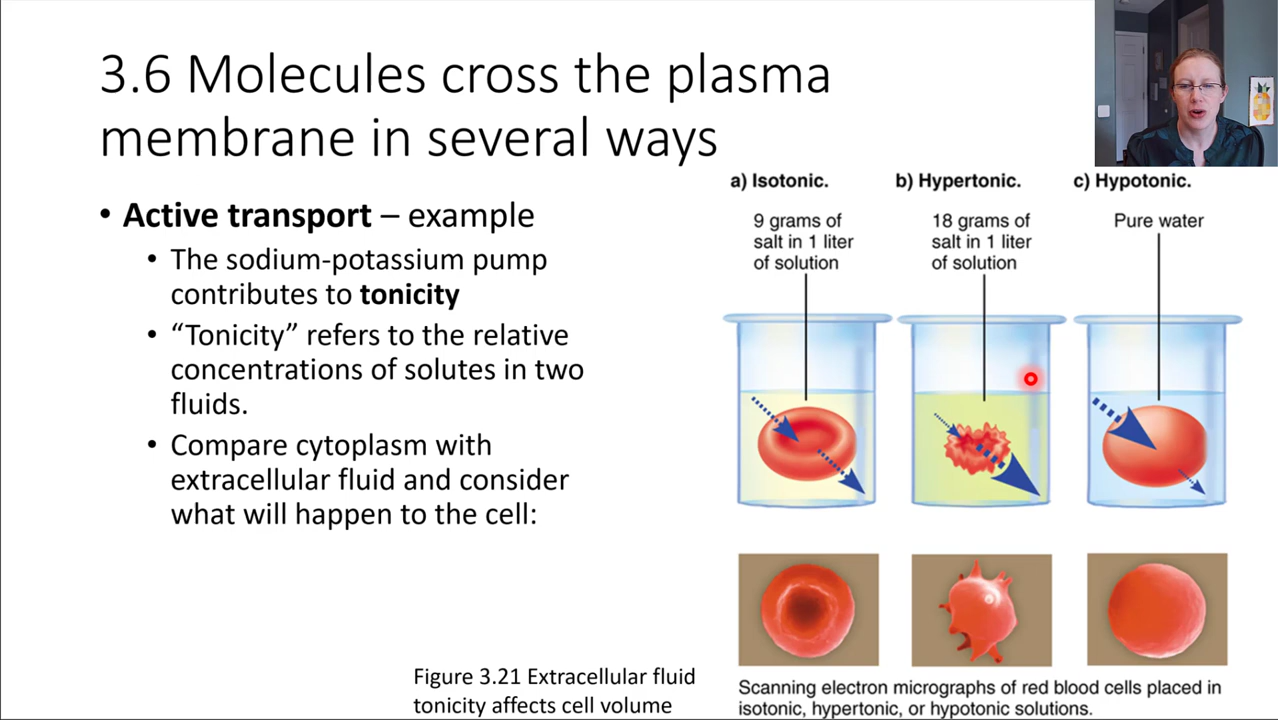 3.6 Molecules cross the plasma
membrane in several ways
• Active transport – example
• The sodium-potassium pump
contributes to tonicity
• “Tonicity” refers to the relative
concentrations of solutes in two
fluids.
• Compare cytoplasm with
extracellular fluid and consider
what will happen to the cell:
a) Isotonic.
9 grams of
salt in 1 liter
of solution
b) Hypertonic.
18 grams of
salt in 1 liter
of solution
c) Hypotonic.
Pure water
Figure 3.21 Extracellular fluid
tonicity affects cell volume
Scanning electron micrographs of red blood cells placed in
isotonic, hypertonic, or hypotonic solutions.